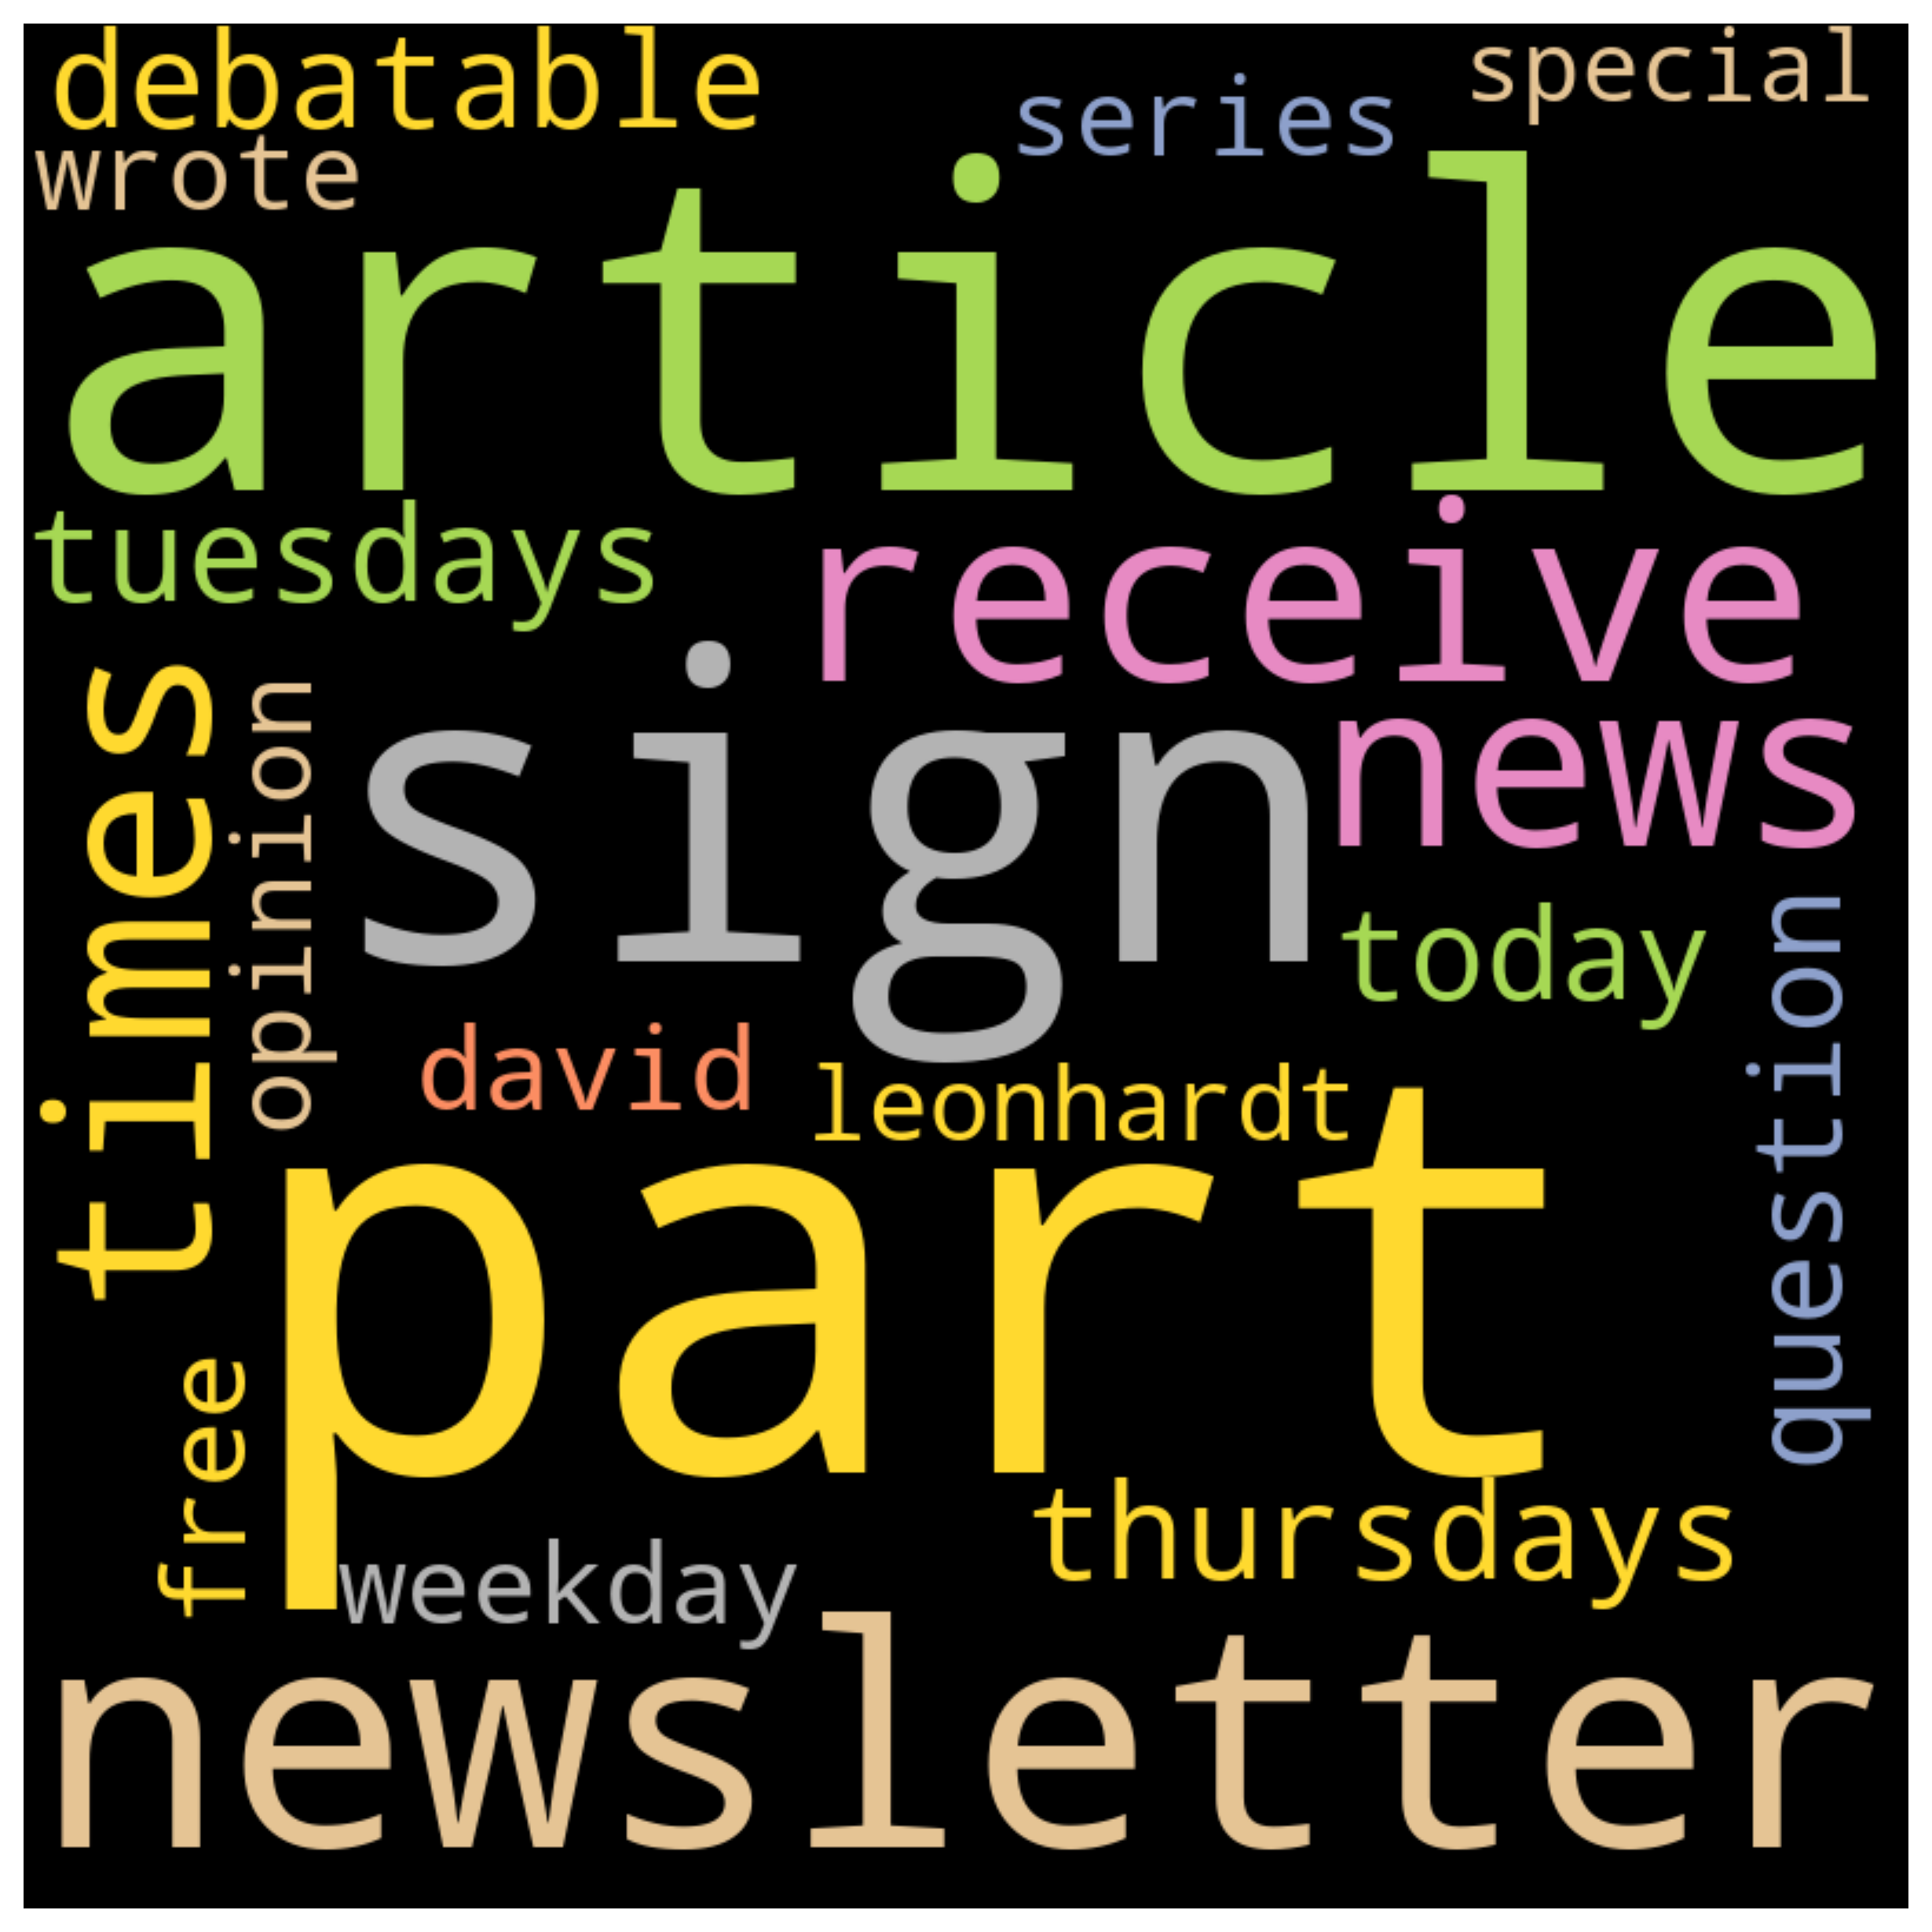 debatable
special
series
wrote
article
tuesdays
receive
times
opinion
sign
news
today
question
david
leonhardt
part
free
thursdays
weekday
newsletter